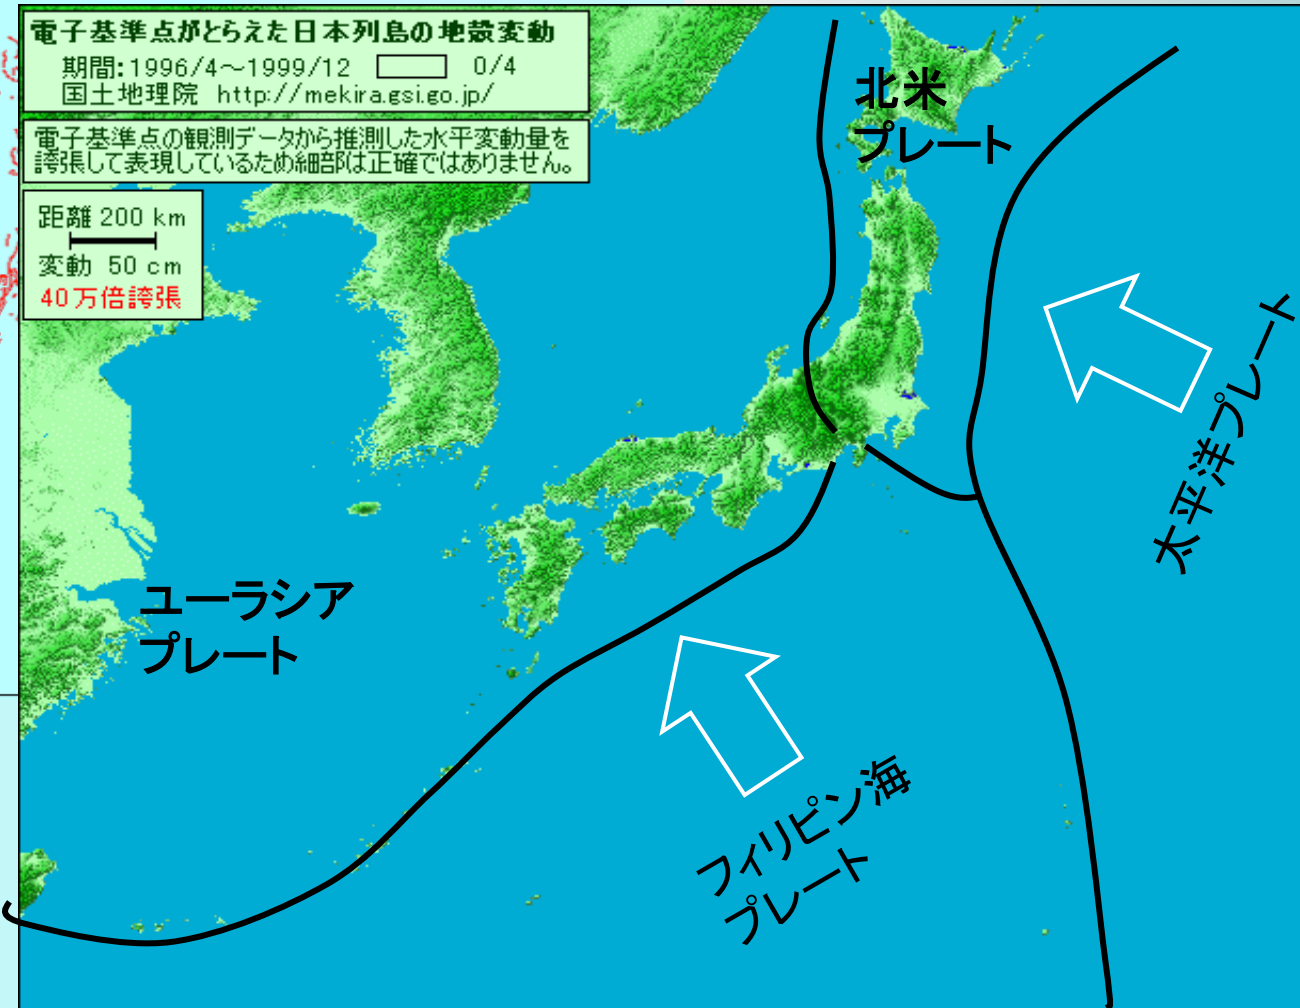 電子基準点がとらえた日本列島の地殻変動
期間:1996/4～1999/12 0/4
国土地理院 http://mekira.gsi.go.jp/
電子基準点の観測データから推測した水平変動量を
誇張して表現しているため細部は正確ではありません。
距離 200 km
変動 50 cm
40万倍誇張
北米
プレート
太平洋プレート
ユーラシア
プレート
フィリピン海
プレート